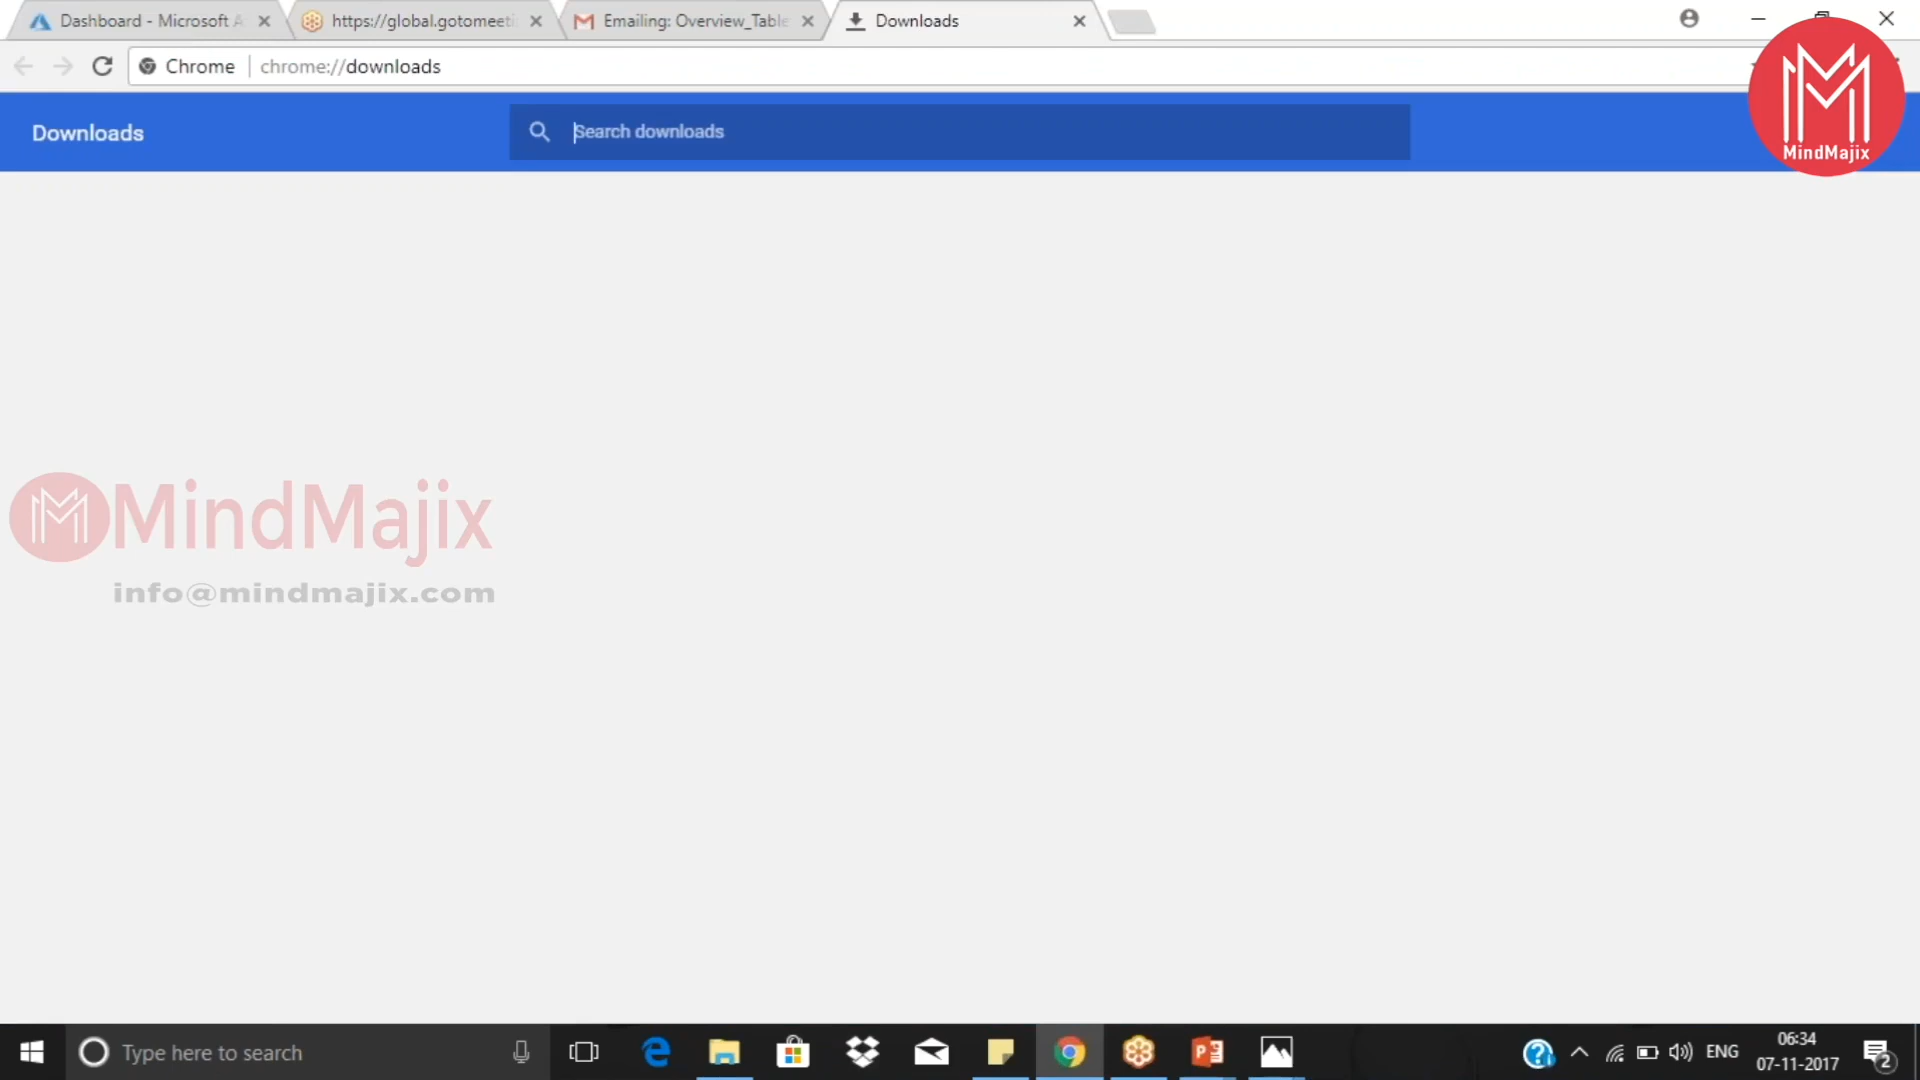 Dashboard - Microsoft A
https://global.gotomeeti
Emailing: Overview_Table
Downloads
Chrome
chrome://downloads
Downloads
Search downloads
MindMajix
MindMajix
info@mindmajix.com
Type here to search
ENG
06:34
07-11-2017
2